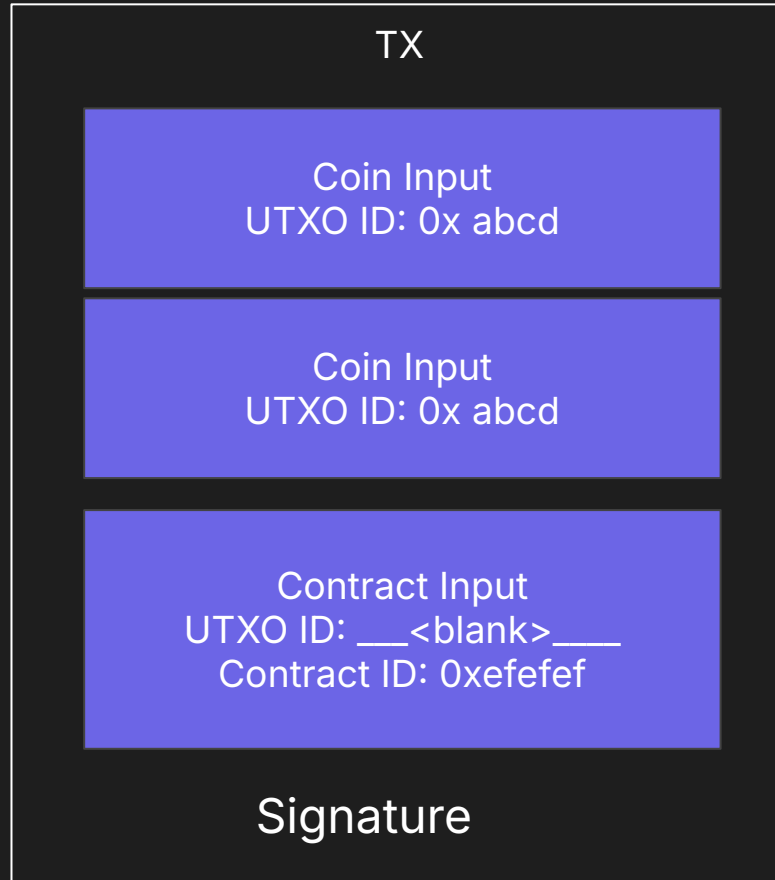 TX
Coin Input
UTXO ID: 0x abcd
Coin Input
UTXO ID: 0x abcd
Contract Input
UTXO ID: ___<blank>____
Contract ID: 0xefefef
Signature